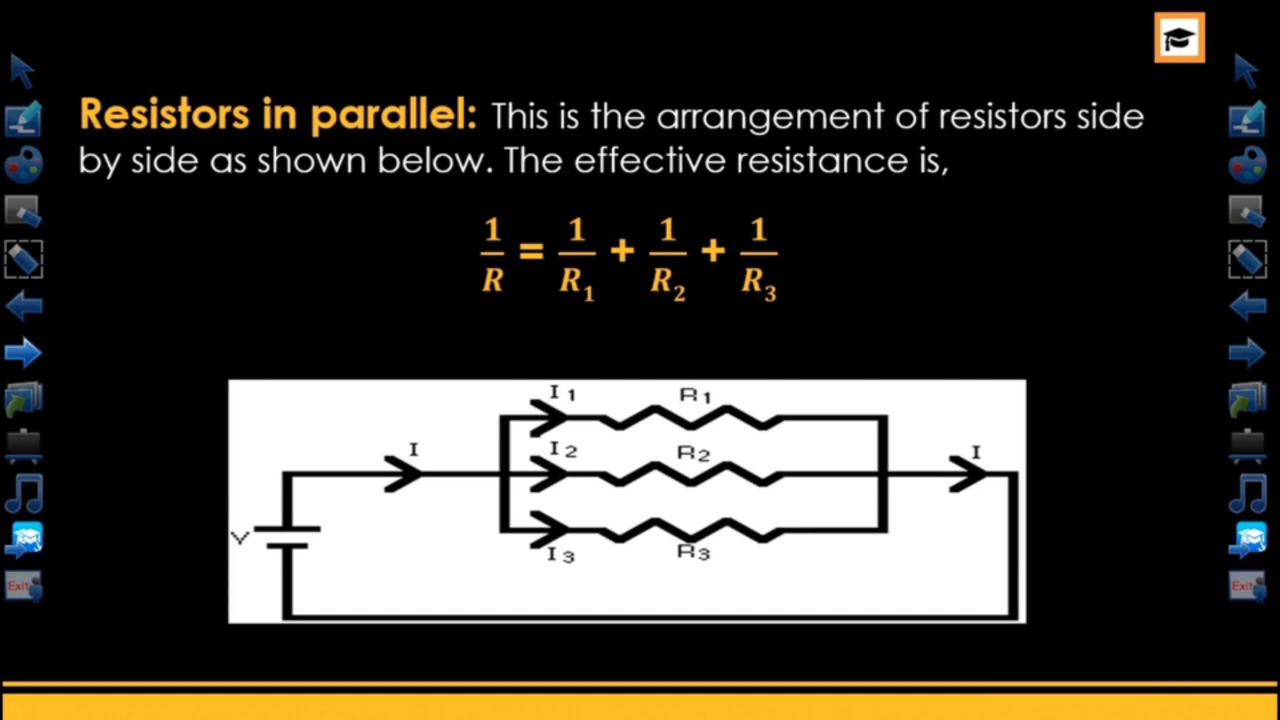 Resistors in parallel: This is the arrangement of resistors side
by side as shown below. The effective resistance is,
1/R = 1/R₁ + 1/R₂ + 1/R₃
I₁ R₁
I I₂ R₂ I
V
I₃ R₃
Exit Exit